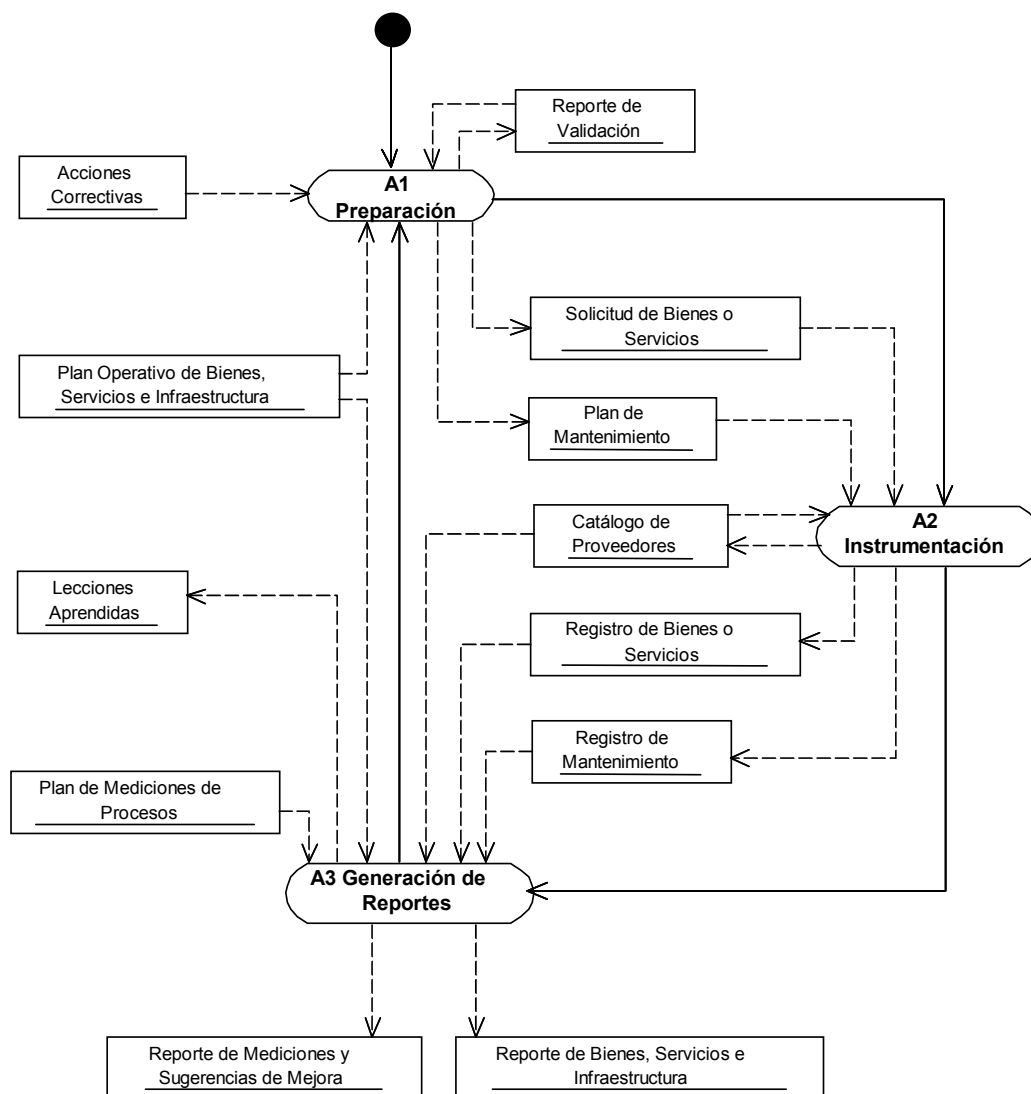 Reporte de
Validación
Acciones
Correctivas
A1
Preparación
Solicitud de Bienes o
Servicios
Plan Operativo de Bienes,
Servicios e Infraestructura
Plan de
Mantenimiento
Catálogo de
Proveedores
A2
Instrumentación
Lecciones
Aprendidas
Registro de Bienes o
Servicios
Registro de
Mantenimiento
Plan de Mediciones de
Procesos
A3 Generación de
Reportes
Reporte de Mediciones y
Sugerencias de Mejora
Reporte de Bienes, Servicios e
Infraestructura